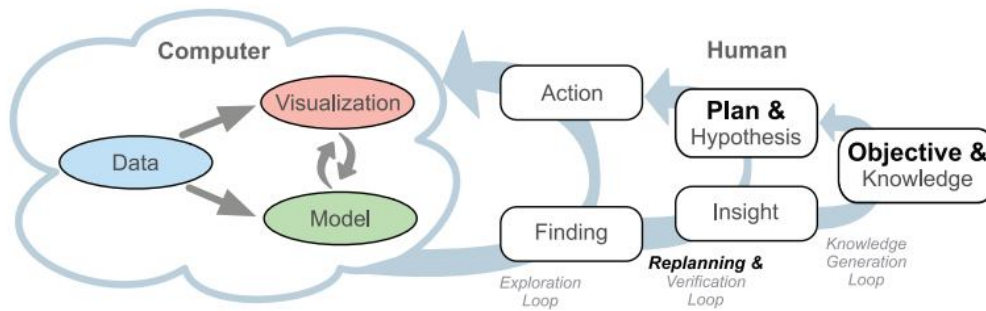 Computer
Human
Visualization
Data
Model
Action
Plan &
Hypothesis
Objective &
Knowledge
Finding
Insight
Exploration
Loop
Replanning &
Verification
Loop
Knowledge
Generation
Loop